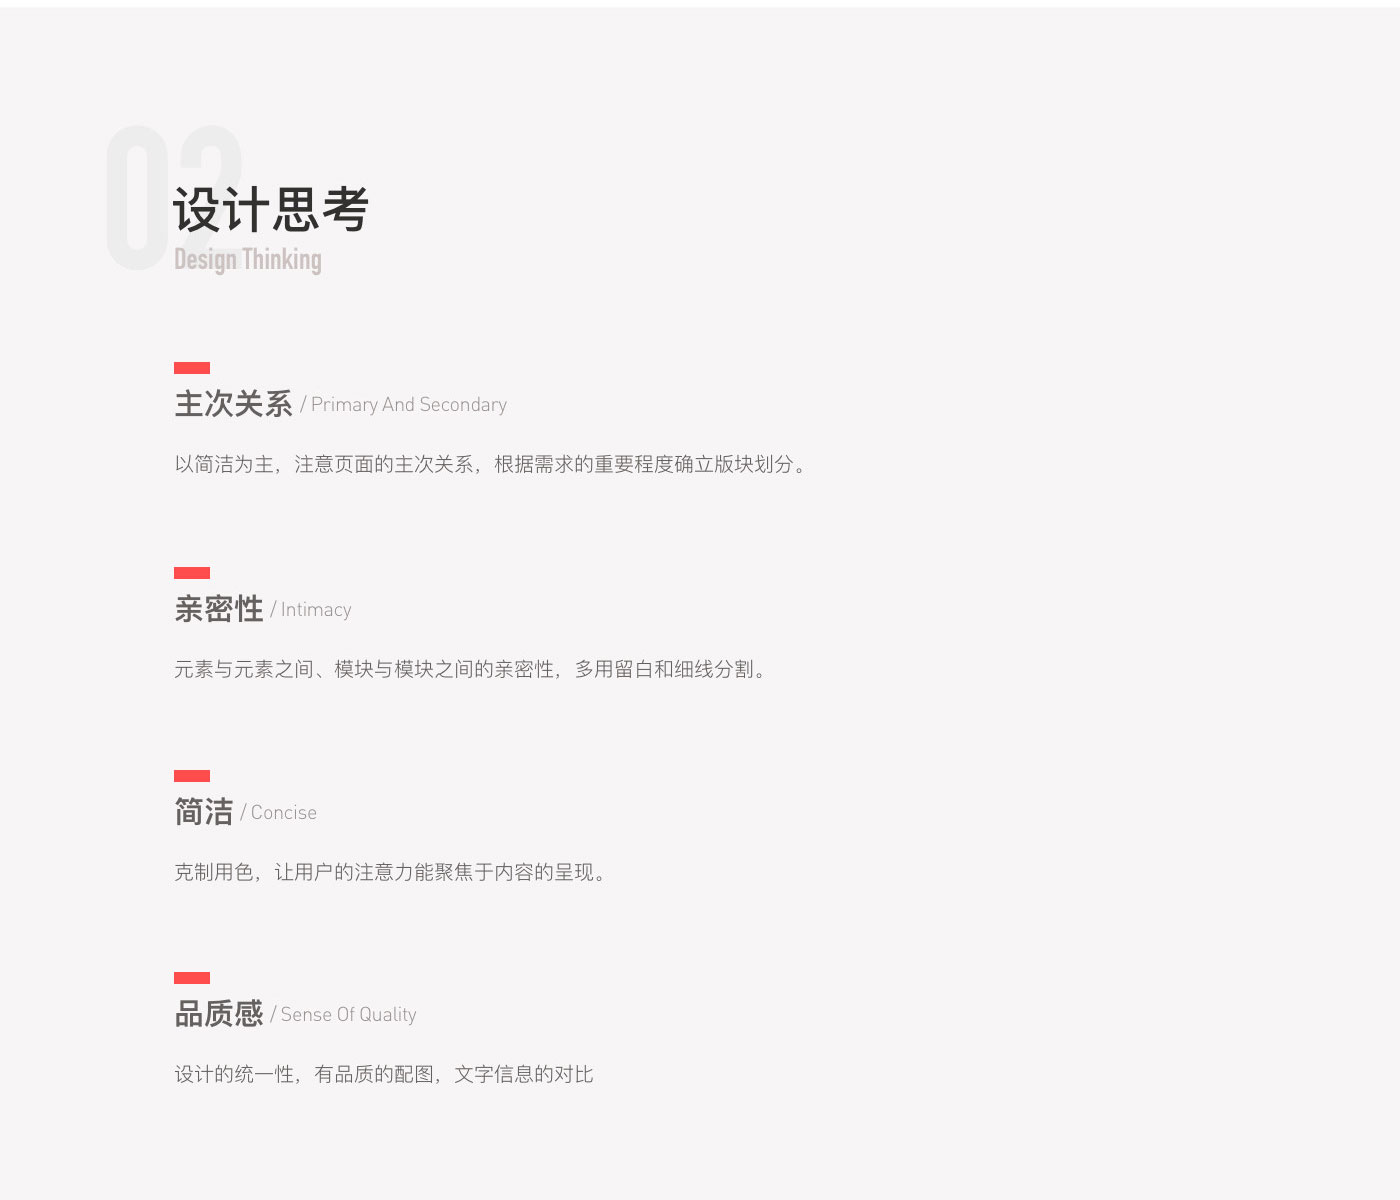 02
设计思考
Design Thinking
主次关系 / Primary And Secondary
以简洁为主，注意页面的主次关系，根据需求的重要程度确立版块划分。
亲密性 / Intimacy
元素与元素之间、模块与模块之间的亲密性，多用留白和细线分割。
简洁 / Concise
克制用色，让用户的注意力能聚焦于内容的呈现。
品质感 / Sense Of Quality
设计的统一性，有品质的配图，文字信息的对比